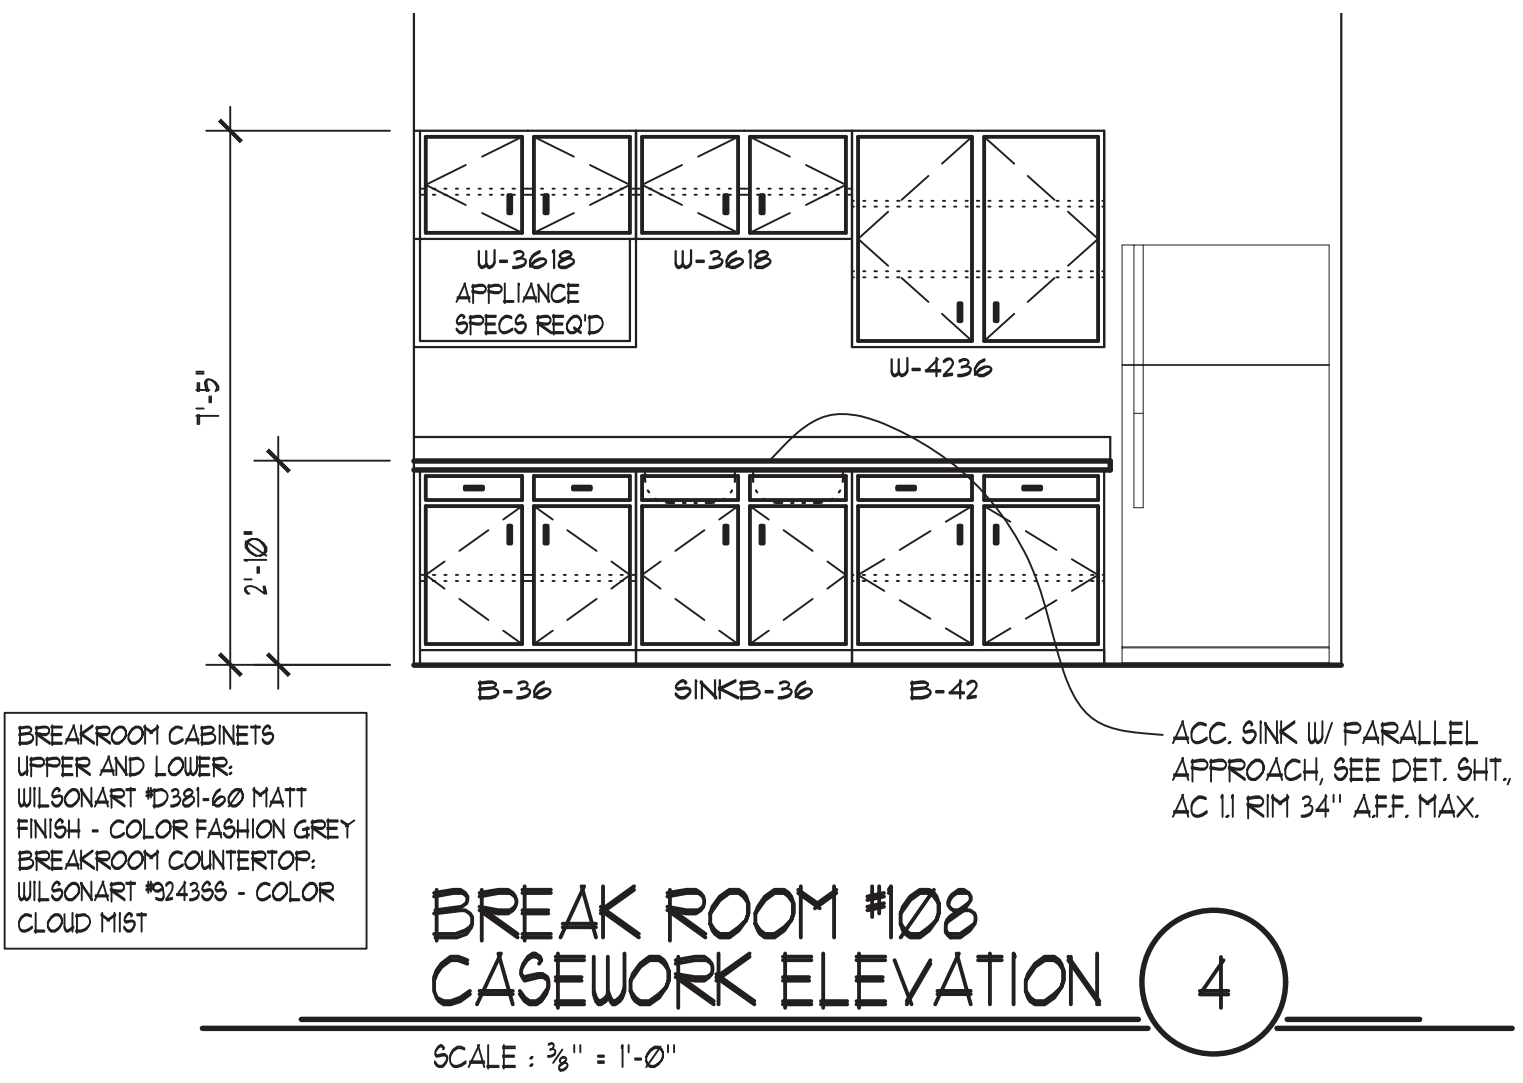 W-3618
W-3618
APPLIANCE
SPECS REQ'D
W-4236
7'-5"
2'-10"
B-36
SINKB-36
B-42
BREAKROOM CABINETS
UPPER AND LOWER:
WILSONART #D381-60 MATT
FINISH - COLOR FASHION GREY
BREAKROOM COUNTERTOP:
WILSONART #9243SS - COLOR
CLOUD MIST
ACC. SINK W/ PARALLEL
APPROACH, SEE DET. SHT.,
AC 1.1 RIM 34" A.F.F. MAX.
BREAK ROOM #108
CASEWORK ELEVATION
4
SCALE : 3/8" = 1'-0"